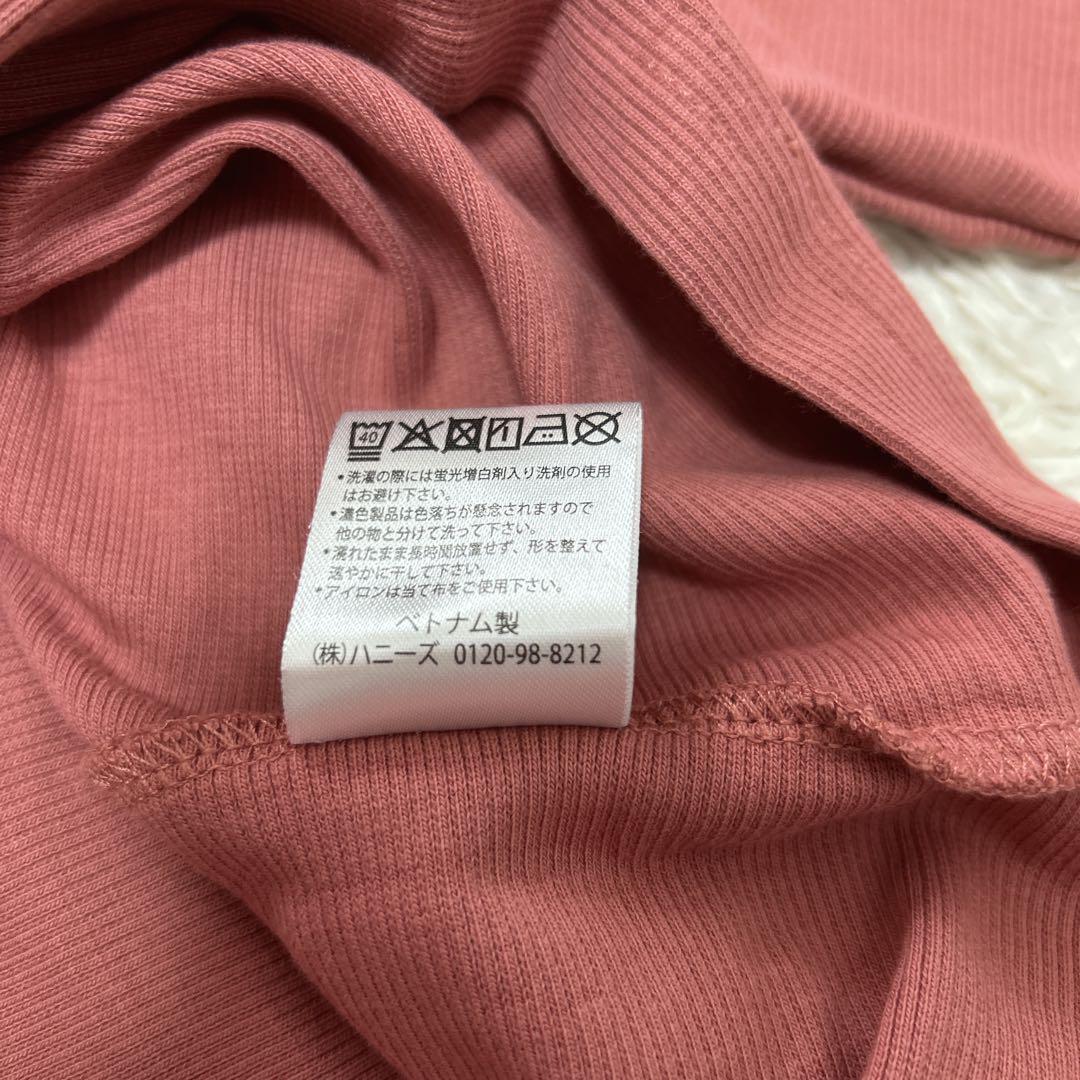 40
•洗濯の際には蛍光増白剤入り洗剤の使用
はお避け下さい。
•濃色製品は色落ちが懸念されますので
他の物と分けて洗って下さい。
•濡れたまま長時間放置せず、形を整えて
速やかに干して下さい。
•アイロンは当て布をご使用下さい。
ベトナム製
(株)ハニーズ 0120-98-8212